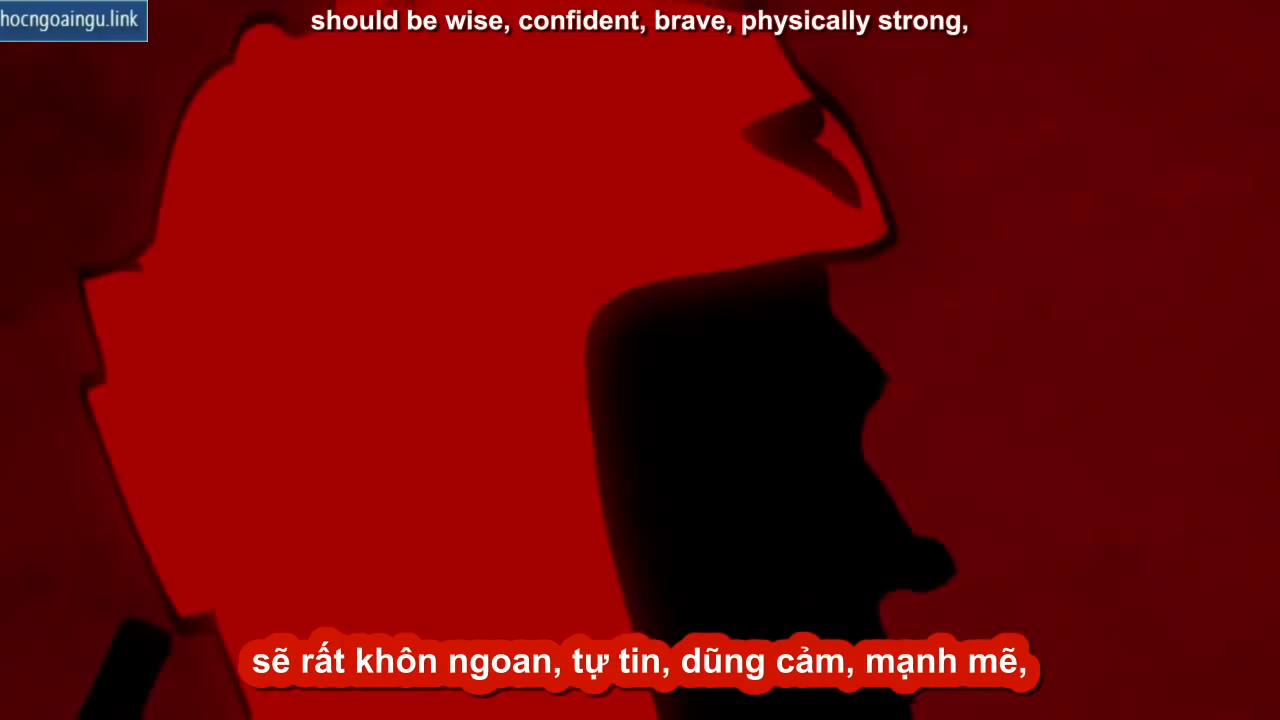 hocngoaingu.link
should be wise, confident, brave, physically strong,
sẽ rất khôn ngoan, tự tin, dũng cảm, mạnh mẽ,